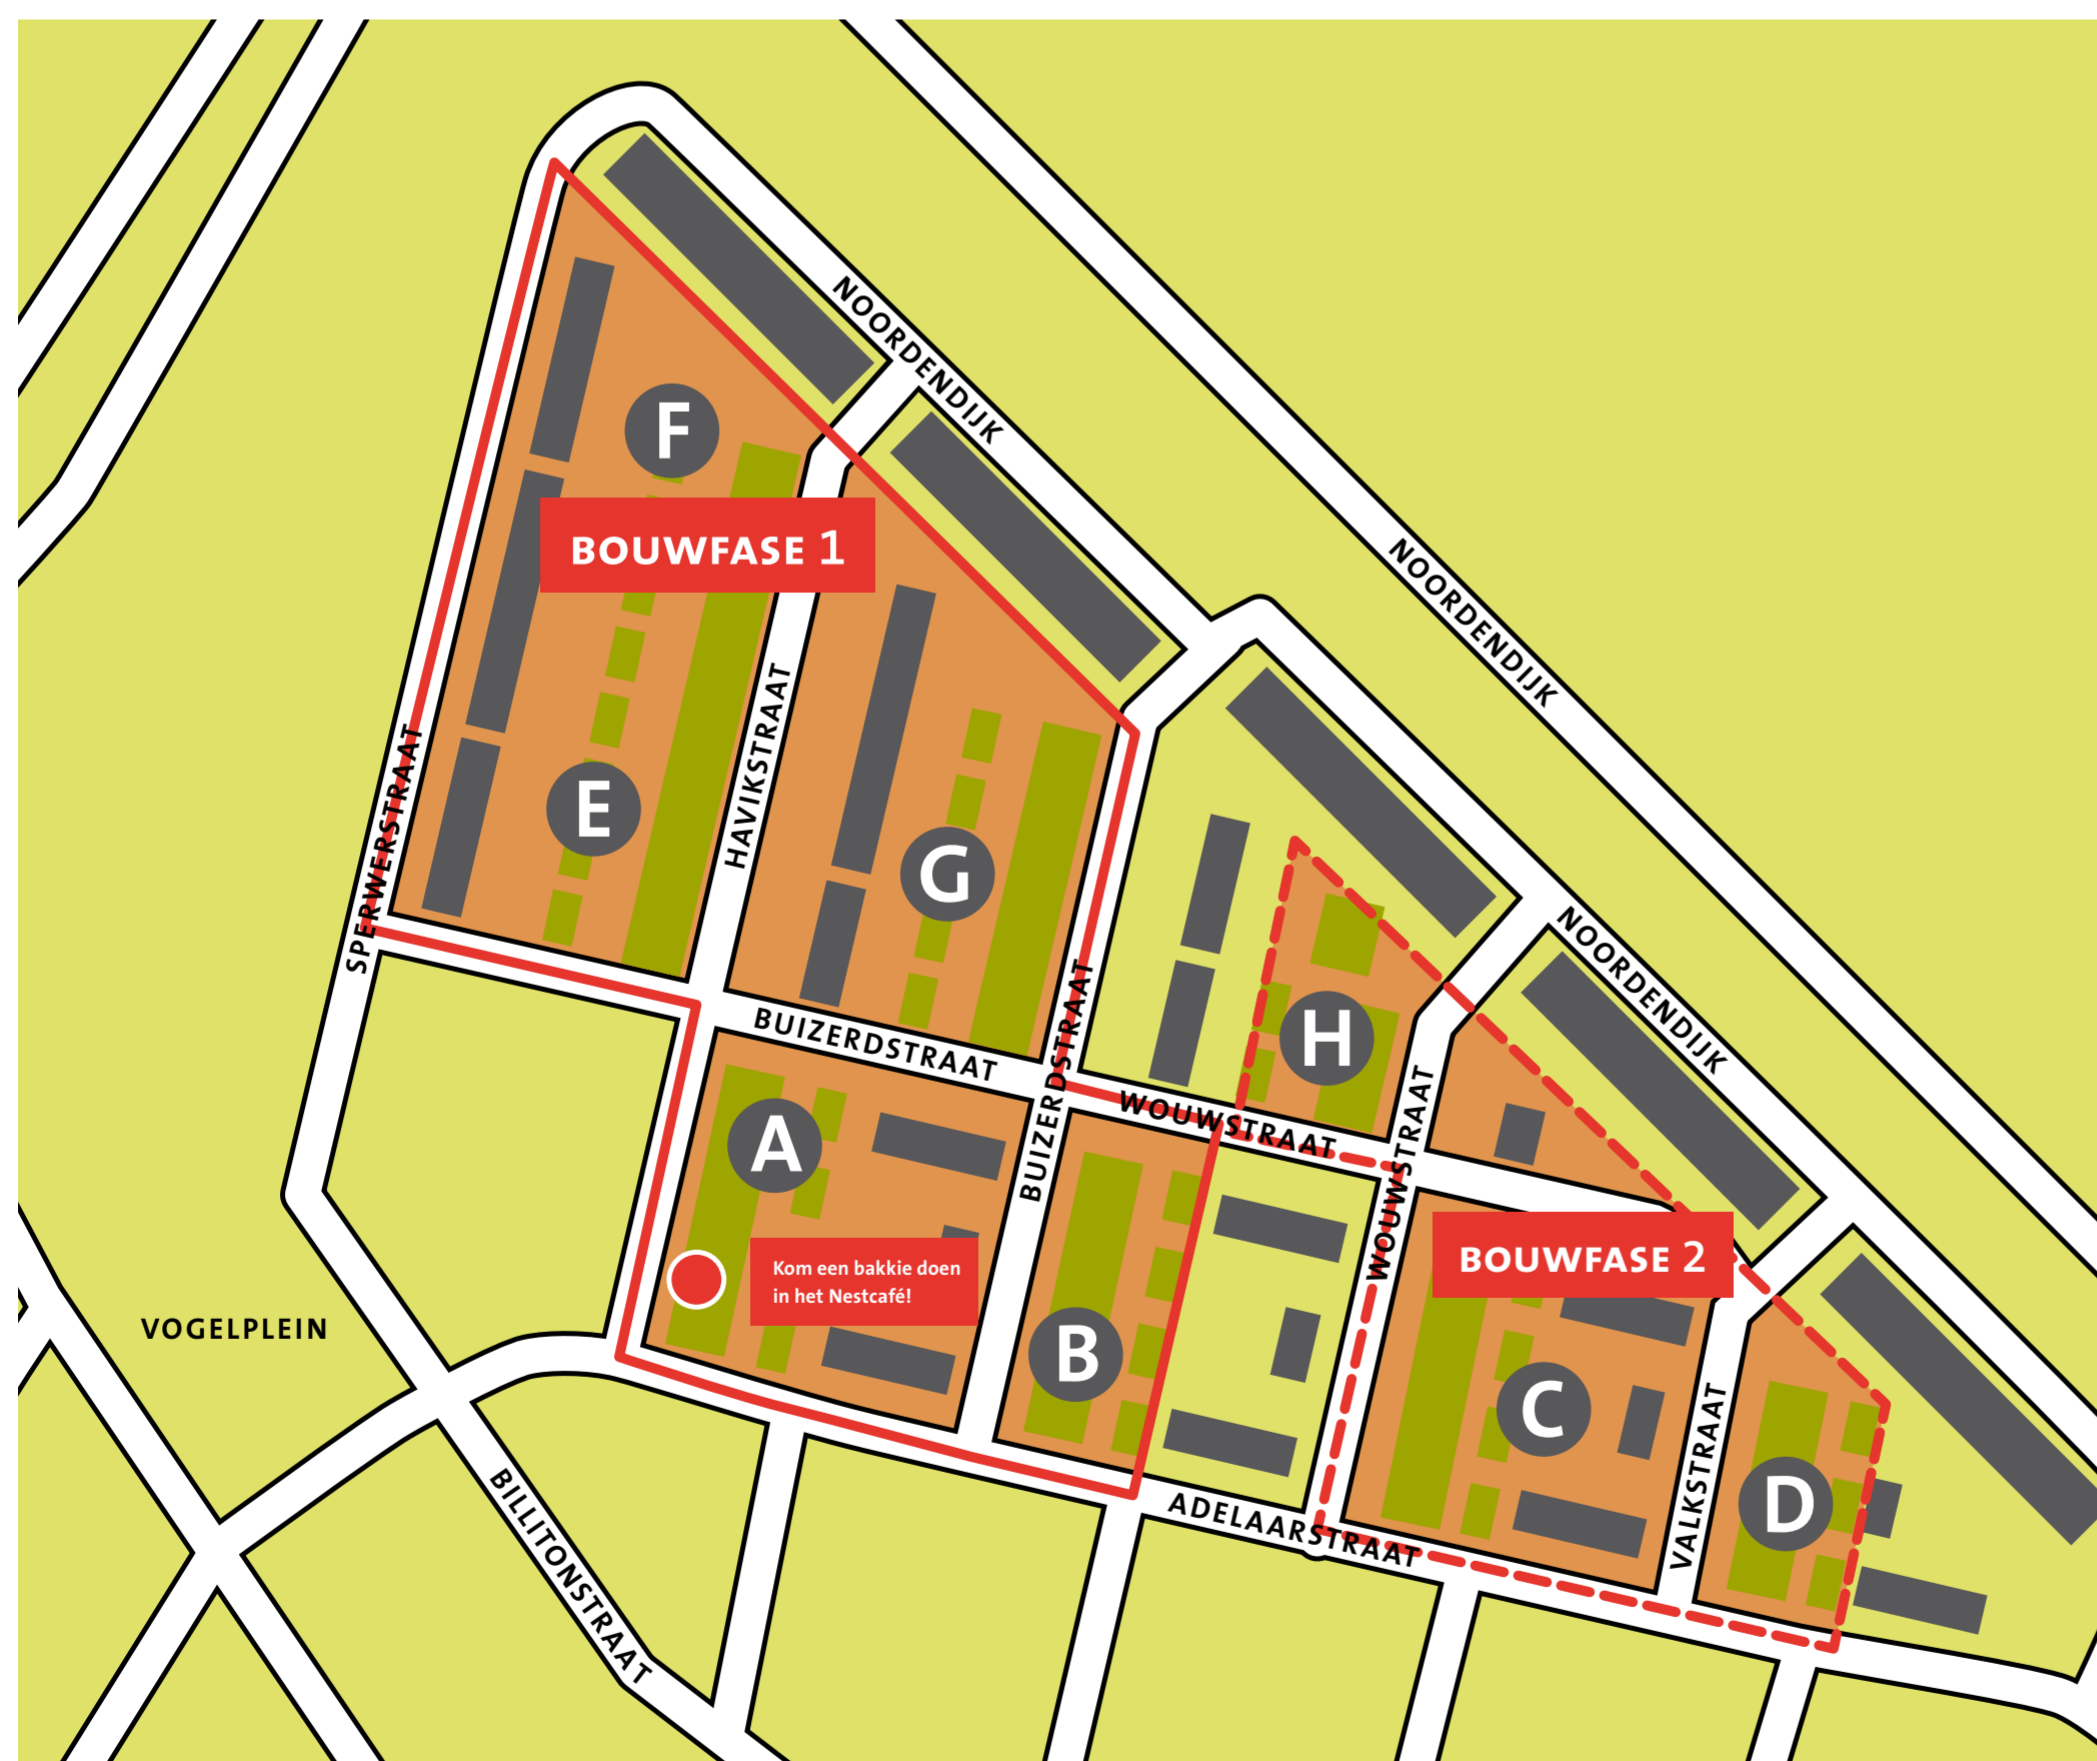 NOORDENDIJK
F
BOUWFASE 1
NOORDENDIJK
HAVIKSTRAAT
SPERWERSTRAAT
E
G
NOORDENDIJK
BUIZERDSTRAAT
BUIZERDSTRAAT
H
WOUWSTRAAT
WOUWSTRAAT
A
Kom een bakkie doen
in het Nestcafé!
BOUWFASE 2
VOGELPLEIN
B
C
VALKSTRAAT
D
ADELAARSTRAAT
BILLITONSTRAAT